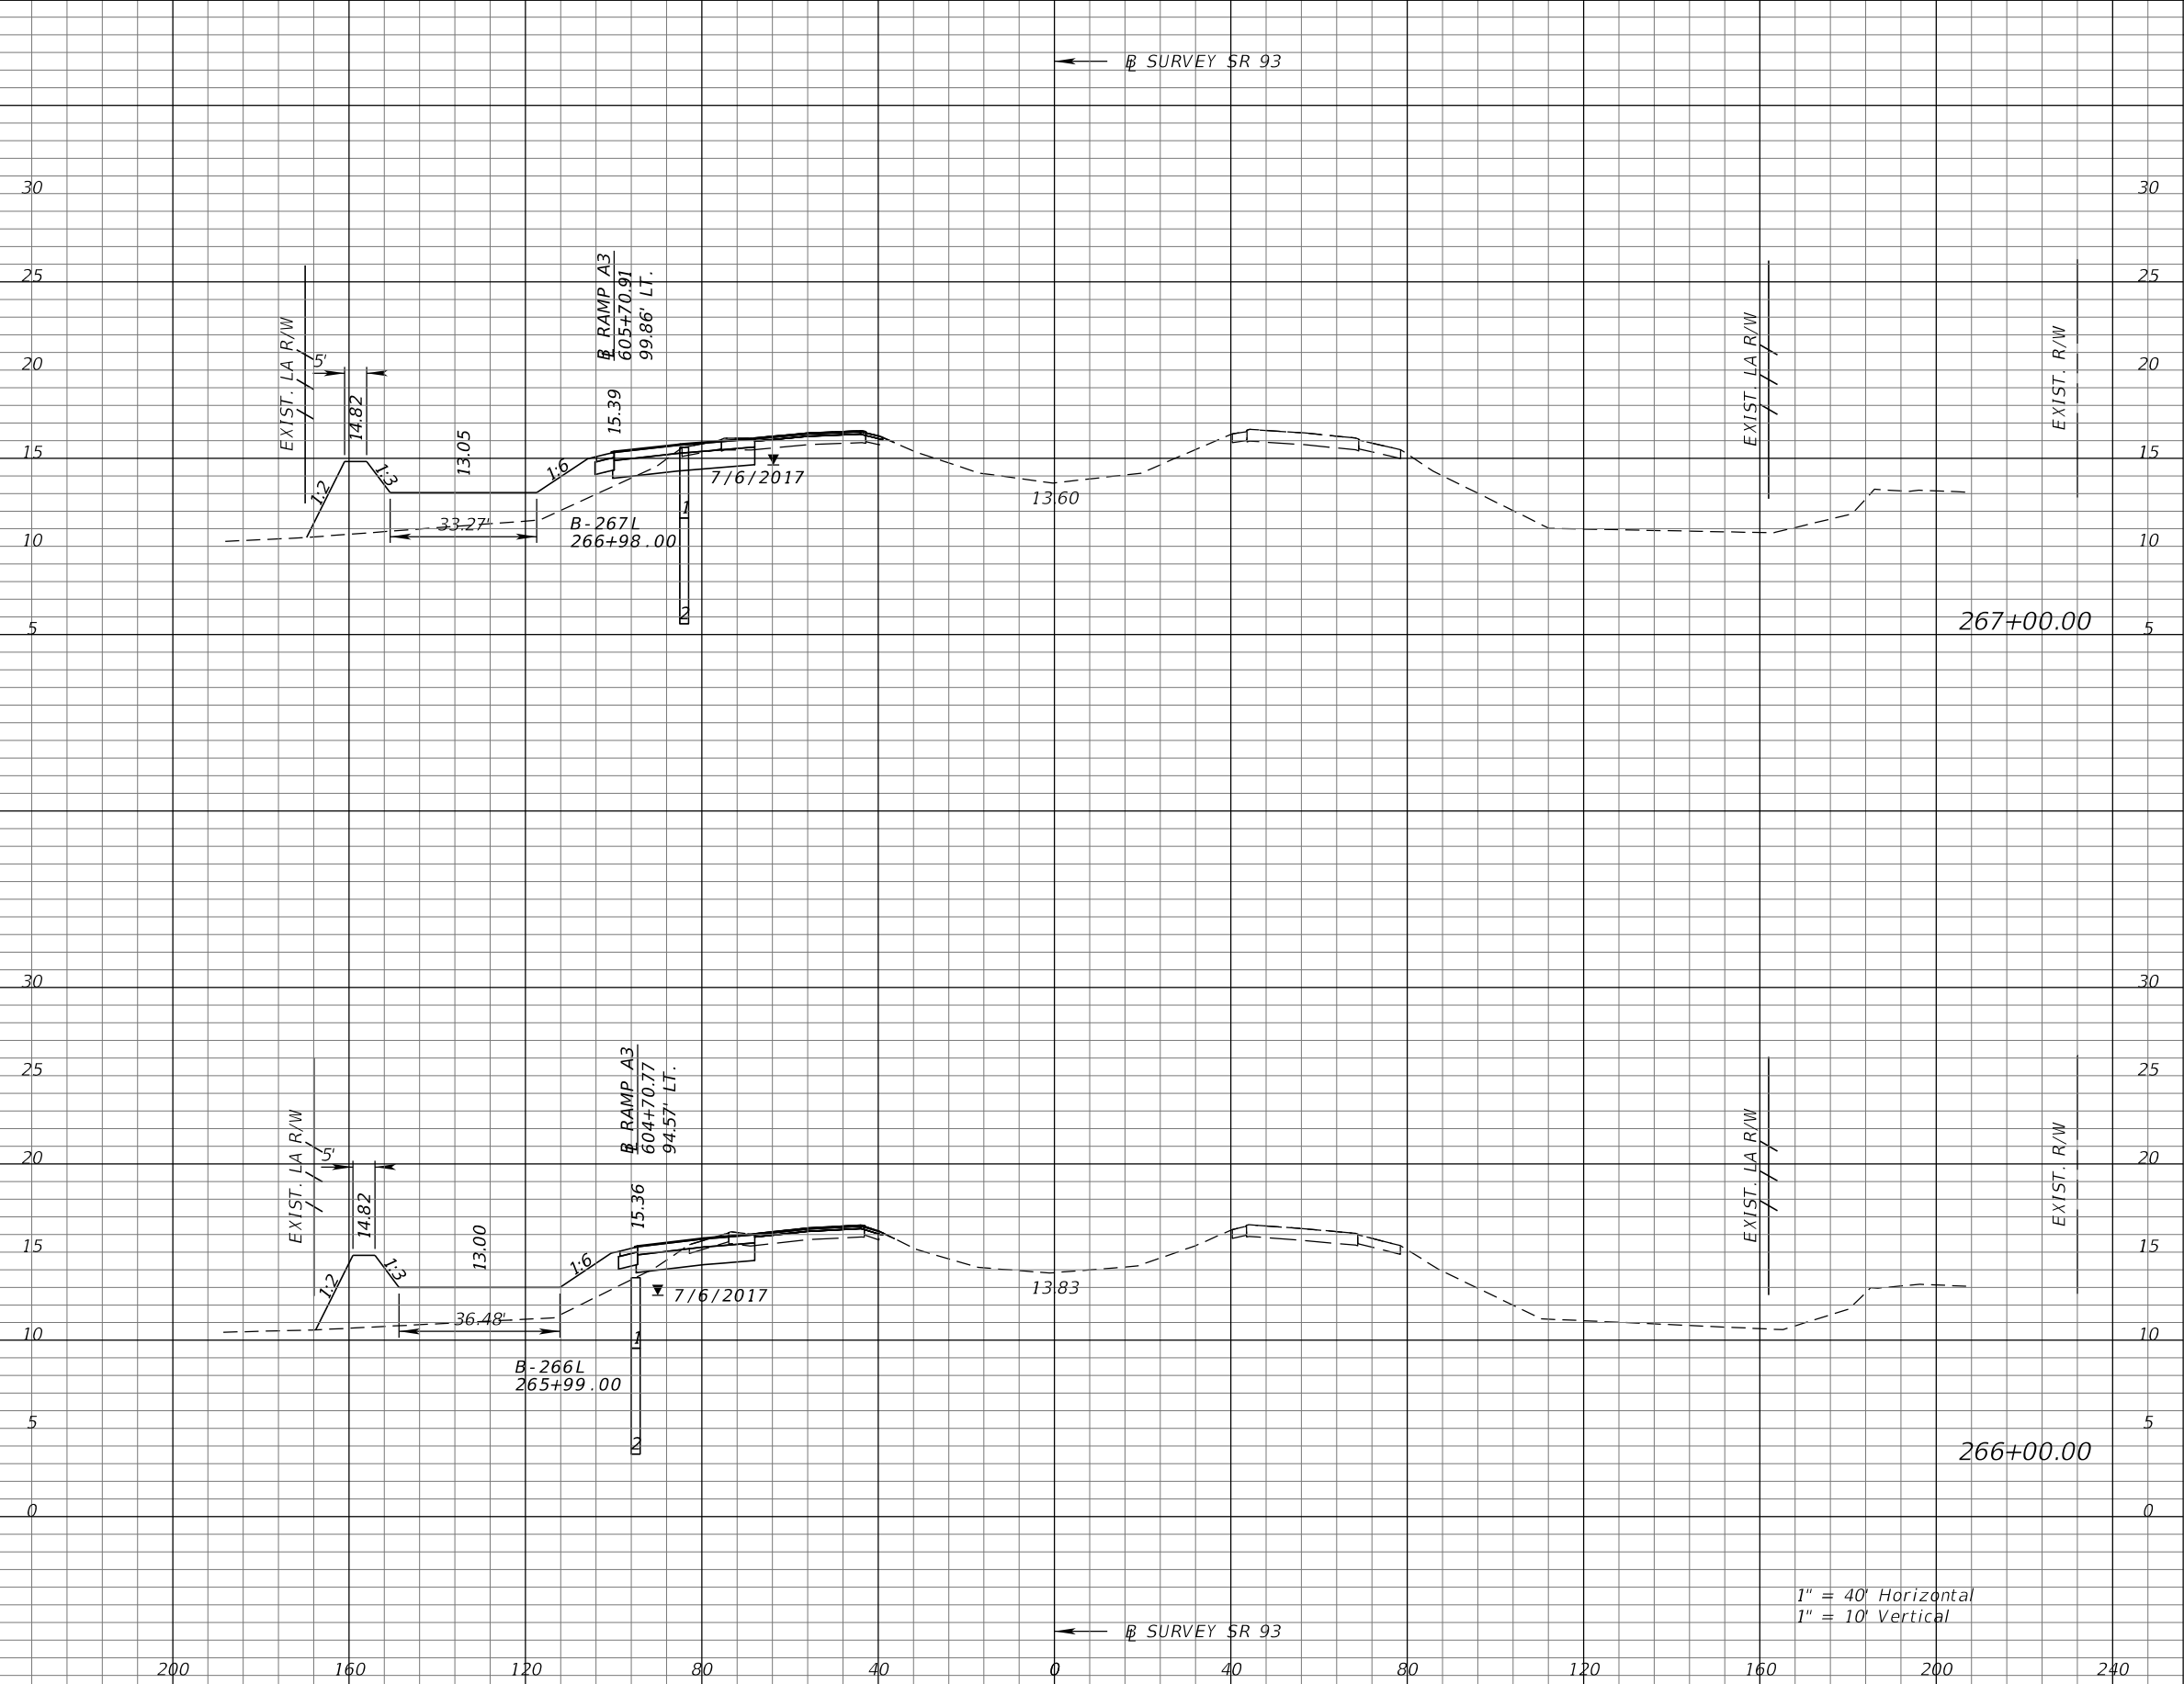 ℄ SURVEY SR 93
30 30
25 25
20 20
15 15
10 10
5 5
EXIST. LA R/W
5'
14.82
1:2
1:3
13.05
33.27'
1:6
℄ RAMP A3
605+70.91
99.86' LT.
15.39
B-267L
266+98.00
1
2
7/6/2017
13.60
EXIST. LA R/W
EXIST. R/W
267+00.00
30 30
25 25
20 20
15 15
10 10
5 5
0 0
EXIST. LA R/W
5'
14.82
1:2
1:3
13.00
36.48'
1:6
℄ RAMP A3
604+70.77
94.57' LT.
15.36
B-266L
265+99.00
1
2
7/6/2017
13.83
EXIST. LA R/W
EXIST. R/W
266+00.00
1" = 40' Horizontal
1" = 10' Vertical
℄ SURVEY SR 93
200 160 120 80 40 0 40 80 120 160 200 240